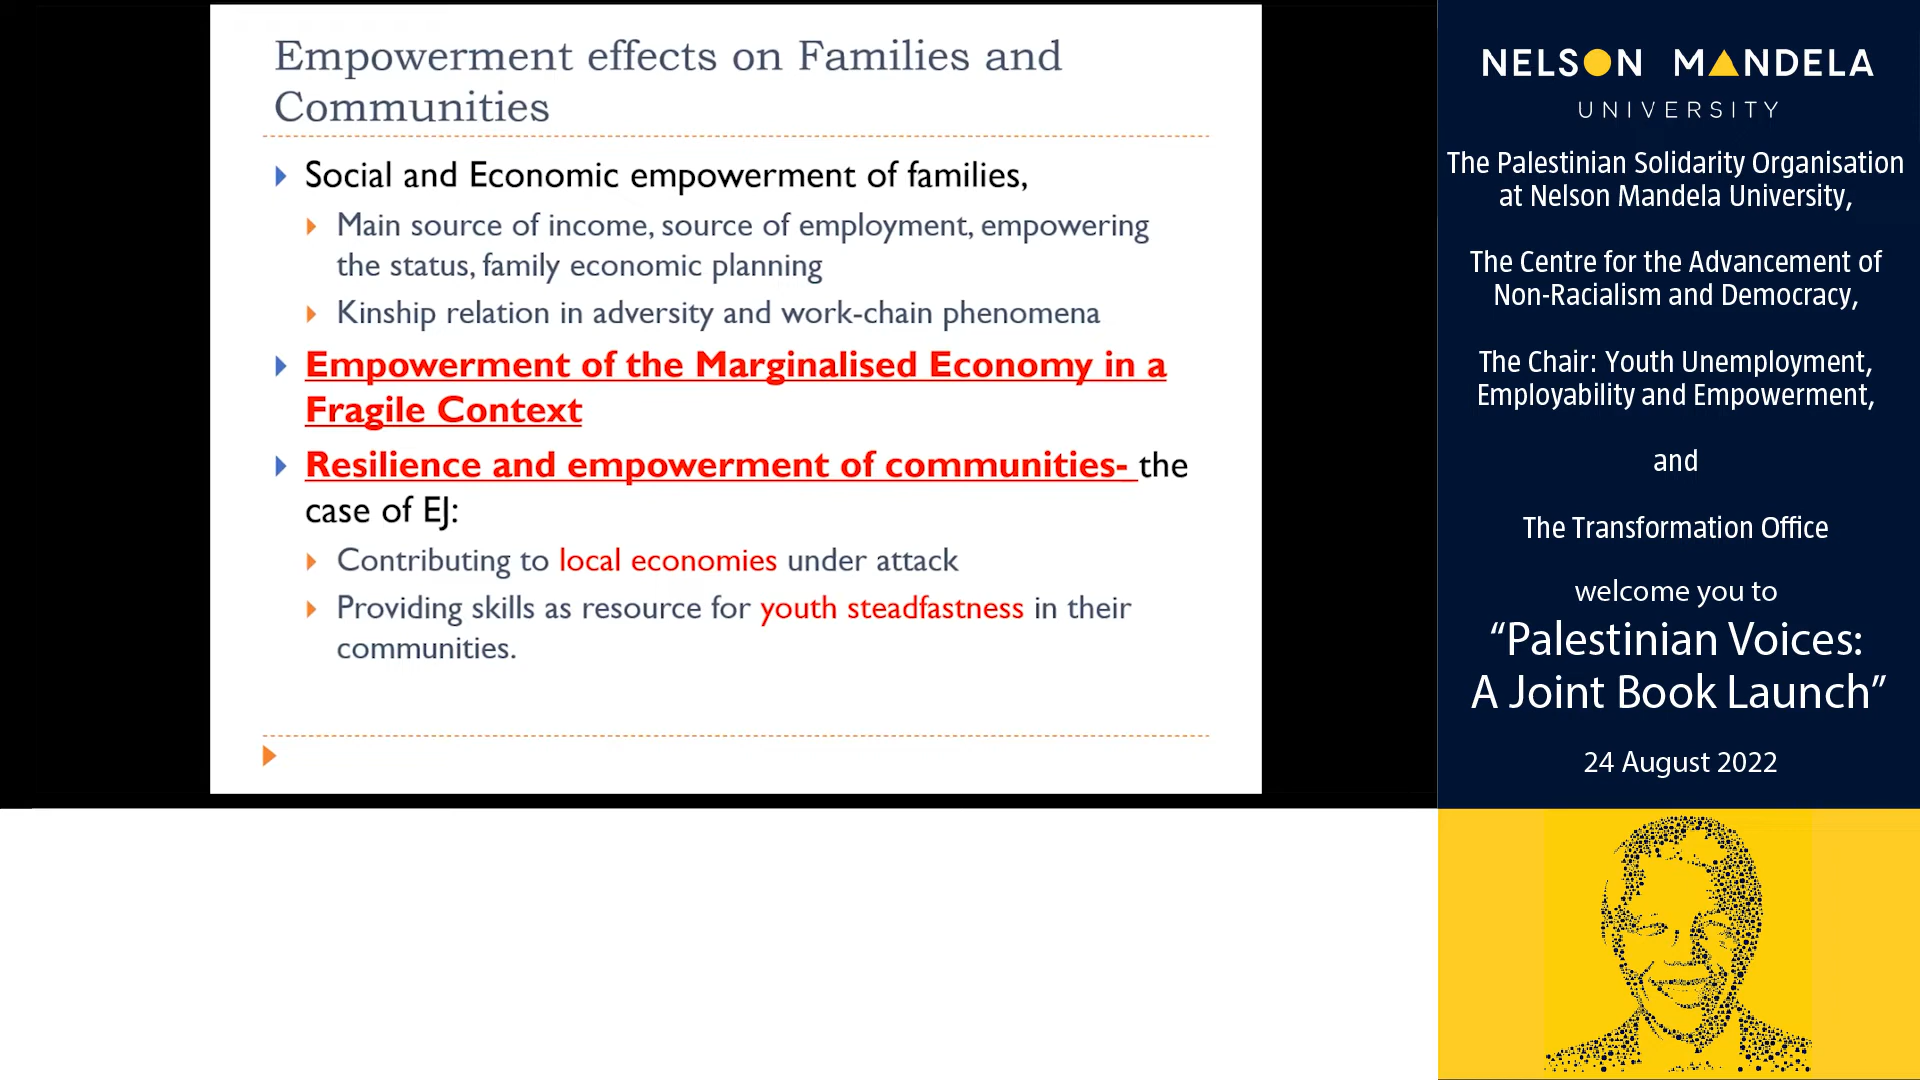 Empowerment effects on Families and
Communities
Social and Economic empowerment of families,
Main source of income, source of employment, empowering
the status, family economic planning
Kinship relation in adversity and work-chain phenomena
Empowerment of the Marginalised Economy in a
Fragile Context
Resilience and empowerment of communities- the
case of EJ:
Contributing to local economies under attack
Providing skills as resource for youth steadfastness in their
communities.
NELSON MANDELA
UNIVERSITY
The Palestinian Solidarity Organisation
at Nelson Mandela University,
The Centre for the Advancement of
Non-Racialism and Democracy,
The Chair: Youth Unemployment,
Employability and Empowerment,
and
The Transformation Office
welcome you to
“Palestinian Voices:
A Joint Book Launch”
24 August 2022